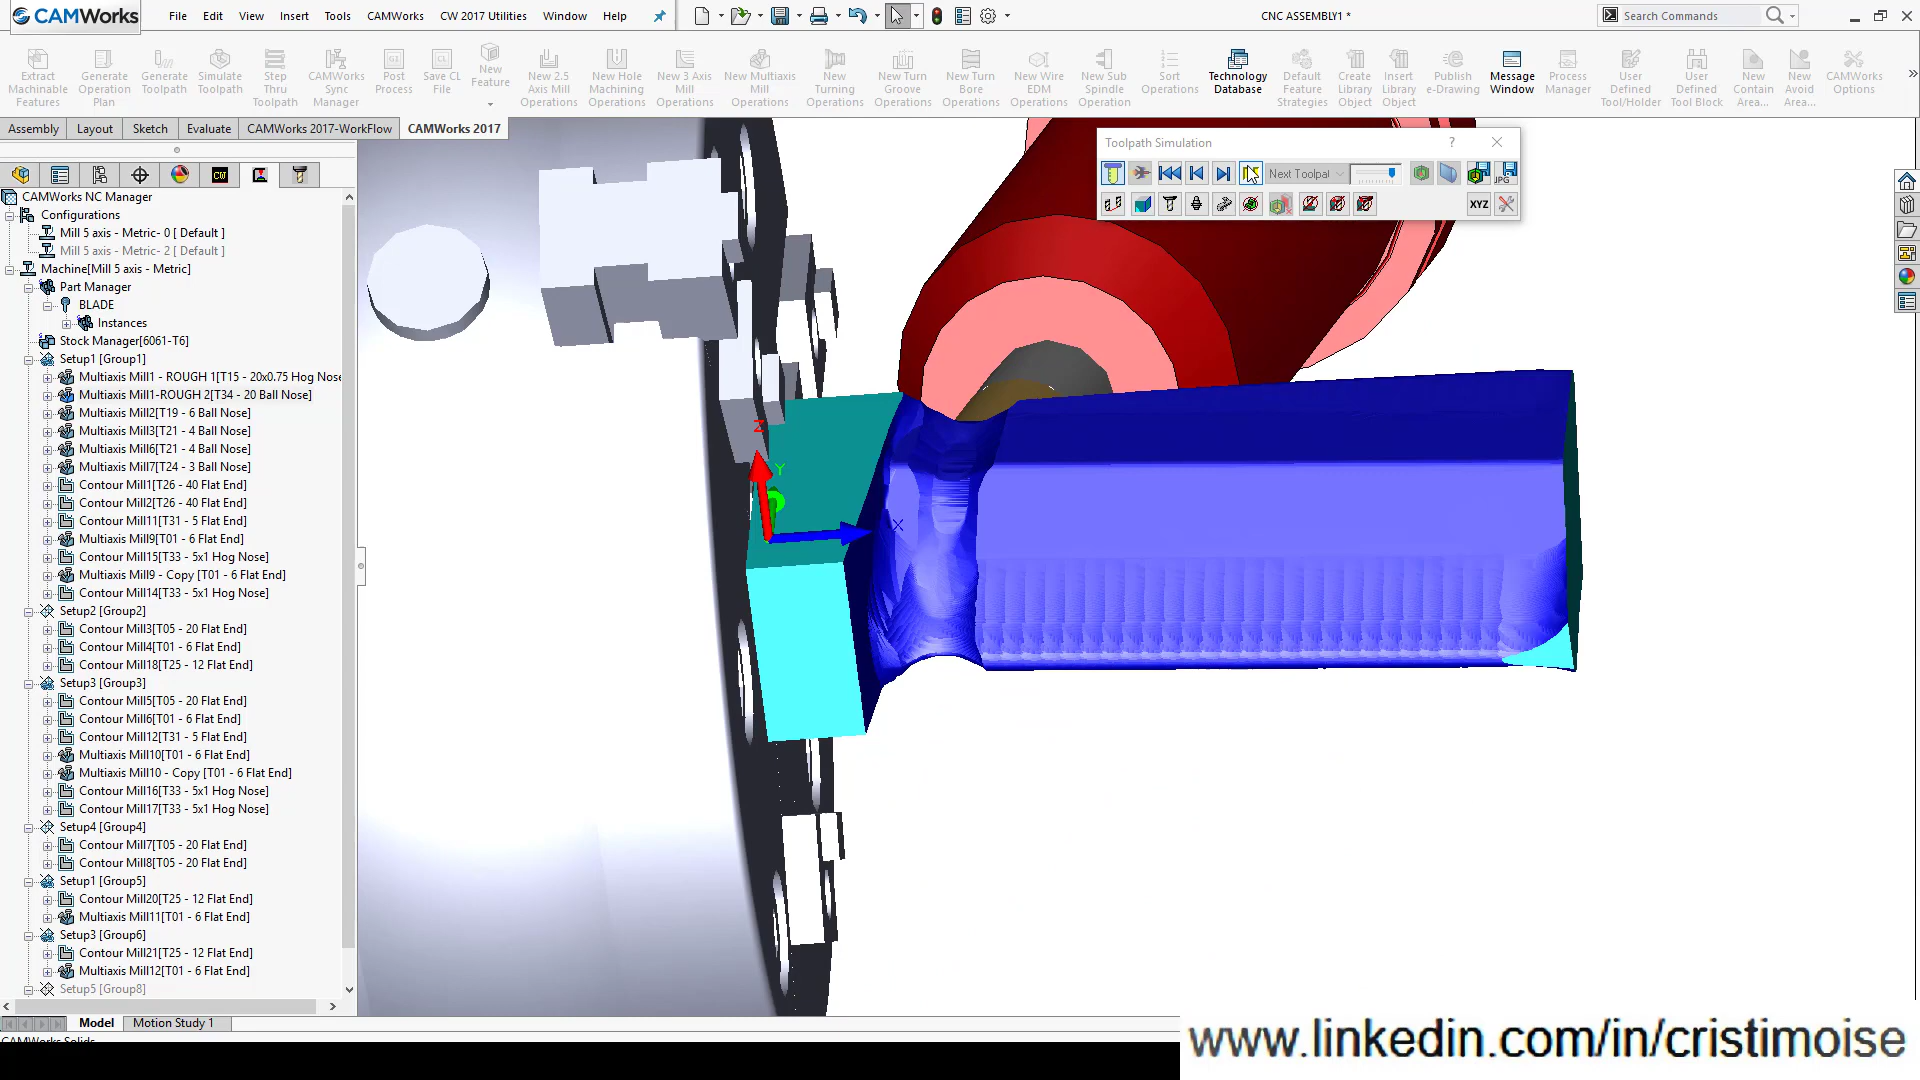 CAMWorks
File Edit View Insert Tools CAMWorks CW 2017 Utilities Window Help
CNC ASSEMBLY1 *
Search Commands
Extract Machinable Features
Generate Operation Plan
Generate Toolpath
Simulate Toolpath
Step Thru Toolpath
CAMWorks Sync Manager
Post Process
Save CL File
New Feature
New 2.5 Axis Mill Operations
New Hole Machining Operations
New 3 Axis Mill Operations
New Multiaxis Mill Operations
New Turning Operations
New Turn Groove Operations
New Turn Bore Operations
New Wire EDM Operations
New Sub Spindle Operation
Sort Operations
Technology Database
Default Feature Strategies
Create Library Object
Insert Library Object
Publish e-Drawing
Message Window
Process Manager
User Defined Tool/Holder
User Defined Tool Block
New Contain Area...
New Avoid Area...
CAMWorks Options
Assembly Layout Sketch Evaluate CAMWorks 2017-WorkFlow CAMWorks 2017
Toolpath Simulation
Next Toolpal
JPG
XYZ
CW
CAMWorks NC Manager
Configurations
Mill 5 axis - Metric- 0 [ Default ]
Mill 5 axis - Metric- 2 [ Default ]
Machine[Mill 5 axis - Metric]
Part Manager
BLADE
Instances
Stock Manager[6061-T6]
Setup1 [Group1]
Multiaxis Mill1 - ROUGH 1[T15 - 20x0.75 Hog Nose
Multiaxis Mill1-ROUGH 2[T34 - 20 Ball Nose]
Multiaxis Mill2[T19 - 6 Ball Nose]
Multiaxis Mill3[T21 - 4 Ball Nose]
Multiaxis Mill6[T21 - 4 Ball Nose]
Multiaxis Mill7[T24 - 3 Ball Nose]
Contour Mill1[T26 - 40 Flat End]
Contour Mill2[T26 - 40 Flat End]
Contour Mill11[T31 - 5 Flat End]
Multiaxis Mill9[T01 - 6 Flat End]
Contour Mill15[T33 - 5x1 Hog Nose]
Multiaxis Mill9 - Copy [T01 - 6 Flat End]
Contour Mill14[T33 - 5x1 Hog Nose]
Setup2 [Group2]
Contour Mill3[T05 - 20 Flat End]
Contour Mill4[T01 - 6 Flat End]
Contour Mill18[T25 - 12 Flat End]
Setup3 [Group3]
Contour Mill5[T05 - 20 Flat End]
Contour Mill6[T01 - 6 Flat End]
Contour Mill12[T31 - 5 Flat End]
Multiaxis Mill10[T01 - 6 Flat End]
Multiaxis Mill10 - Copy [T01 - 6 Flat End]
Contour Mill16[T33 - 5x1 Hog Nose]
Contour Mill17[T33 - 5x1 Hog Nose]
Setup4 [Group4]
Contour Mill7[T05 - 20 Flat End]
Contour Mill8[T05 - 20 Flat End]
Setup1 [Group5]
Contour Mill20[T25 - 12 Flat End]
Multiaxis Mill11[T01 - 6 Flat End]
Setup3 [Group6]
Contour Mill21[T25 - 12 Flat End]
Multiaxis Mill12[T01 - 6 Flat End]
Setup5 [Group8]
Z
Y
X
Model Motion Study 1
CAMWorks Solids
www.linkedin.com/in/cristimoise